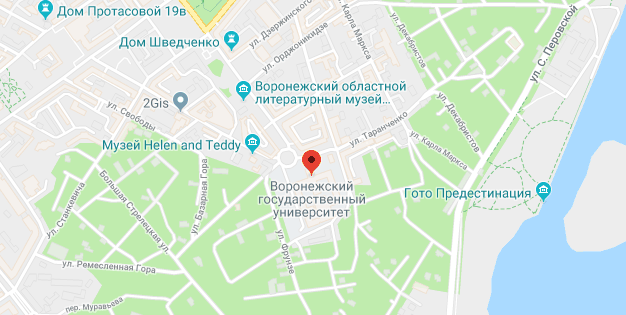 Дом Протасовой 19в
ул. Дзержинского
ул. Карла Маркса
Дом Шведченко
ул. Орджоникидзе
ул. Декабристов
ул. С. Перовской
Воронежский областной
литературный музей...
2Gis
ул. Свободы
ул. Декабристов
Музей Helen and Teddy
ул. Таранченко
ул. Карла Маркса
Воронежский
государственный
университет
Гото Предестинация
ул. Станкевича
Большая Стрелецкая ул.
ул. Базарная Гора
ул. Фрунзе
ул. Ремесленная Гора
пер. Муравьева